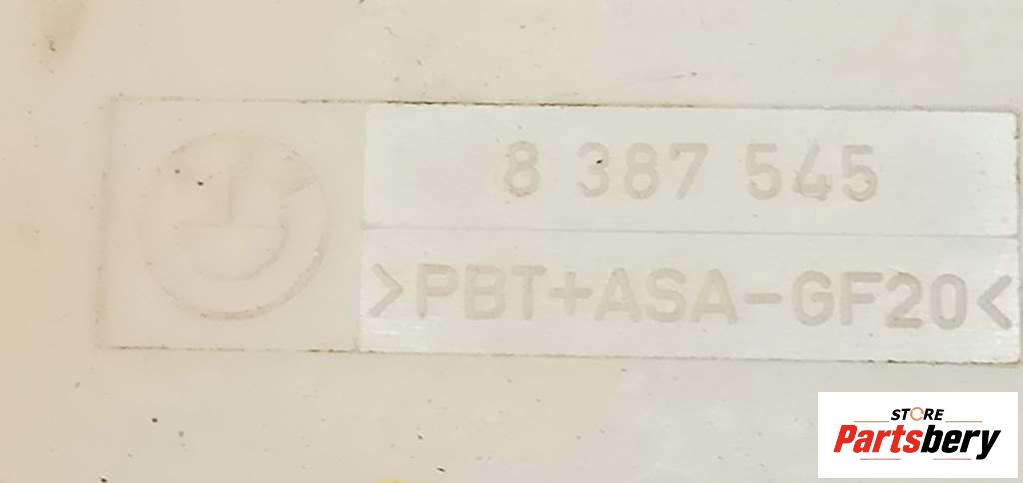 8 387 545
>PBT+ASA-GF20<
STORE
Partsbery